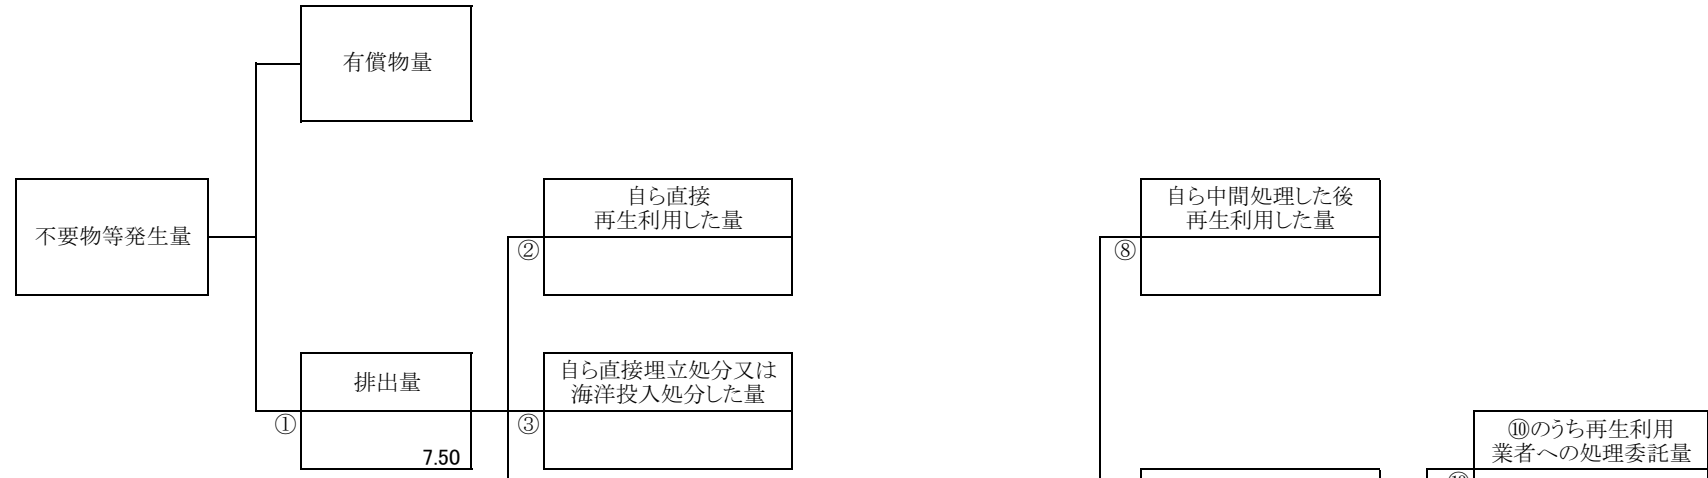 有償物量
不要物等発生量
自ら直接
再生利用した量
②
自ら中間処理した後
再生利用した量
⑧
排出量
①
7.50
自ら直接埋立処分又は
海洋投入処分した量
③
⑩のうち再生利用
業者への処理委託量